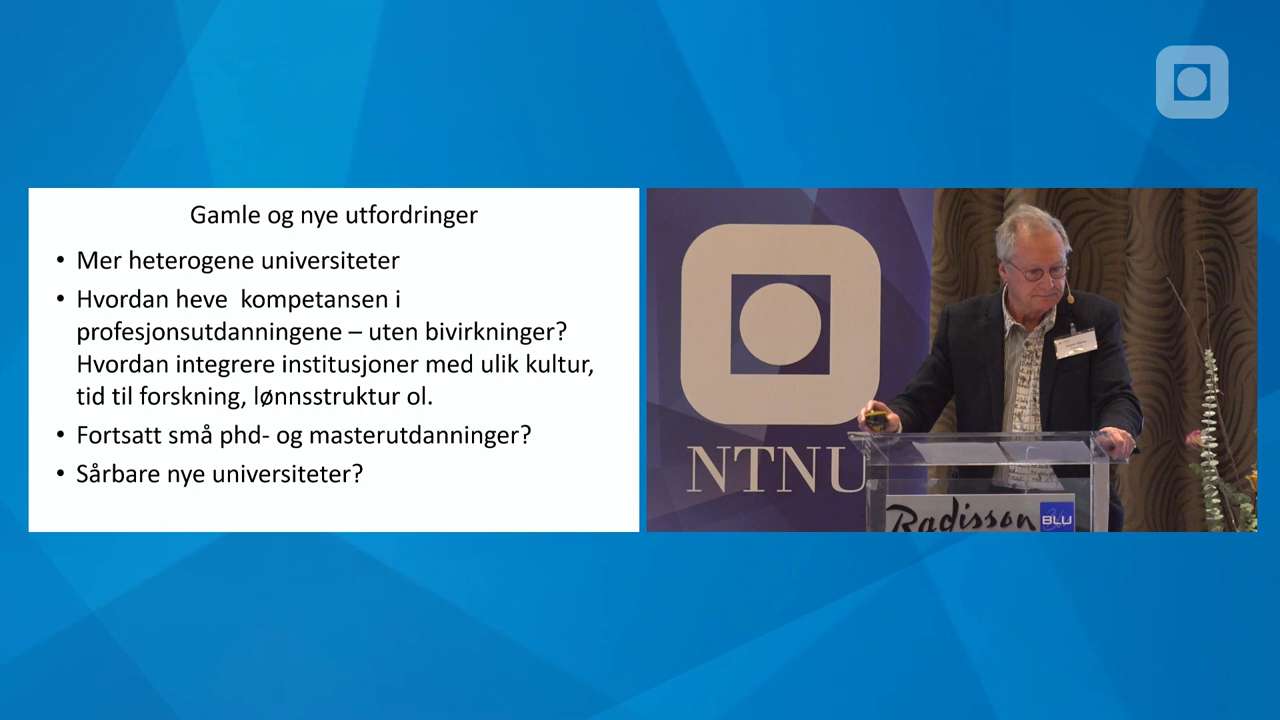 Gamle og nye utfordringer
• Mer heterogene universiteter
• Hvordan heve  kompetansen i
profesjonsutdanningene – uten bivirkninger?
Hvordan integrere institusjoner med ulik kultur,
tid til forskning, lønnsstruktur ol.
• Fortsatt små phd- og masterutdanninger?
• Sårbare nye universiteter?
NTNU
Radisson
BLU